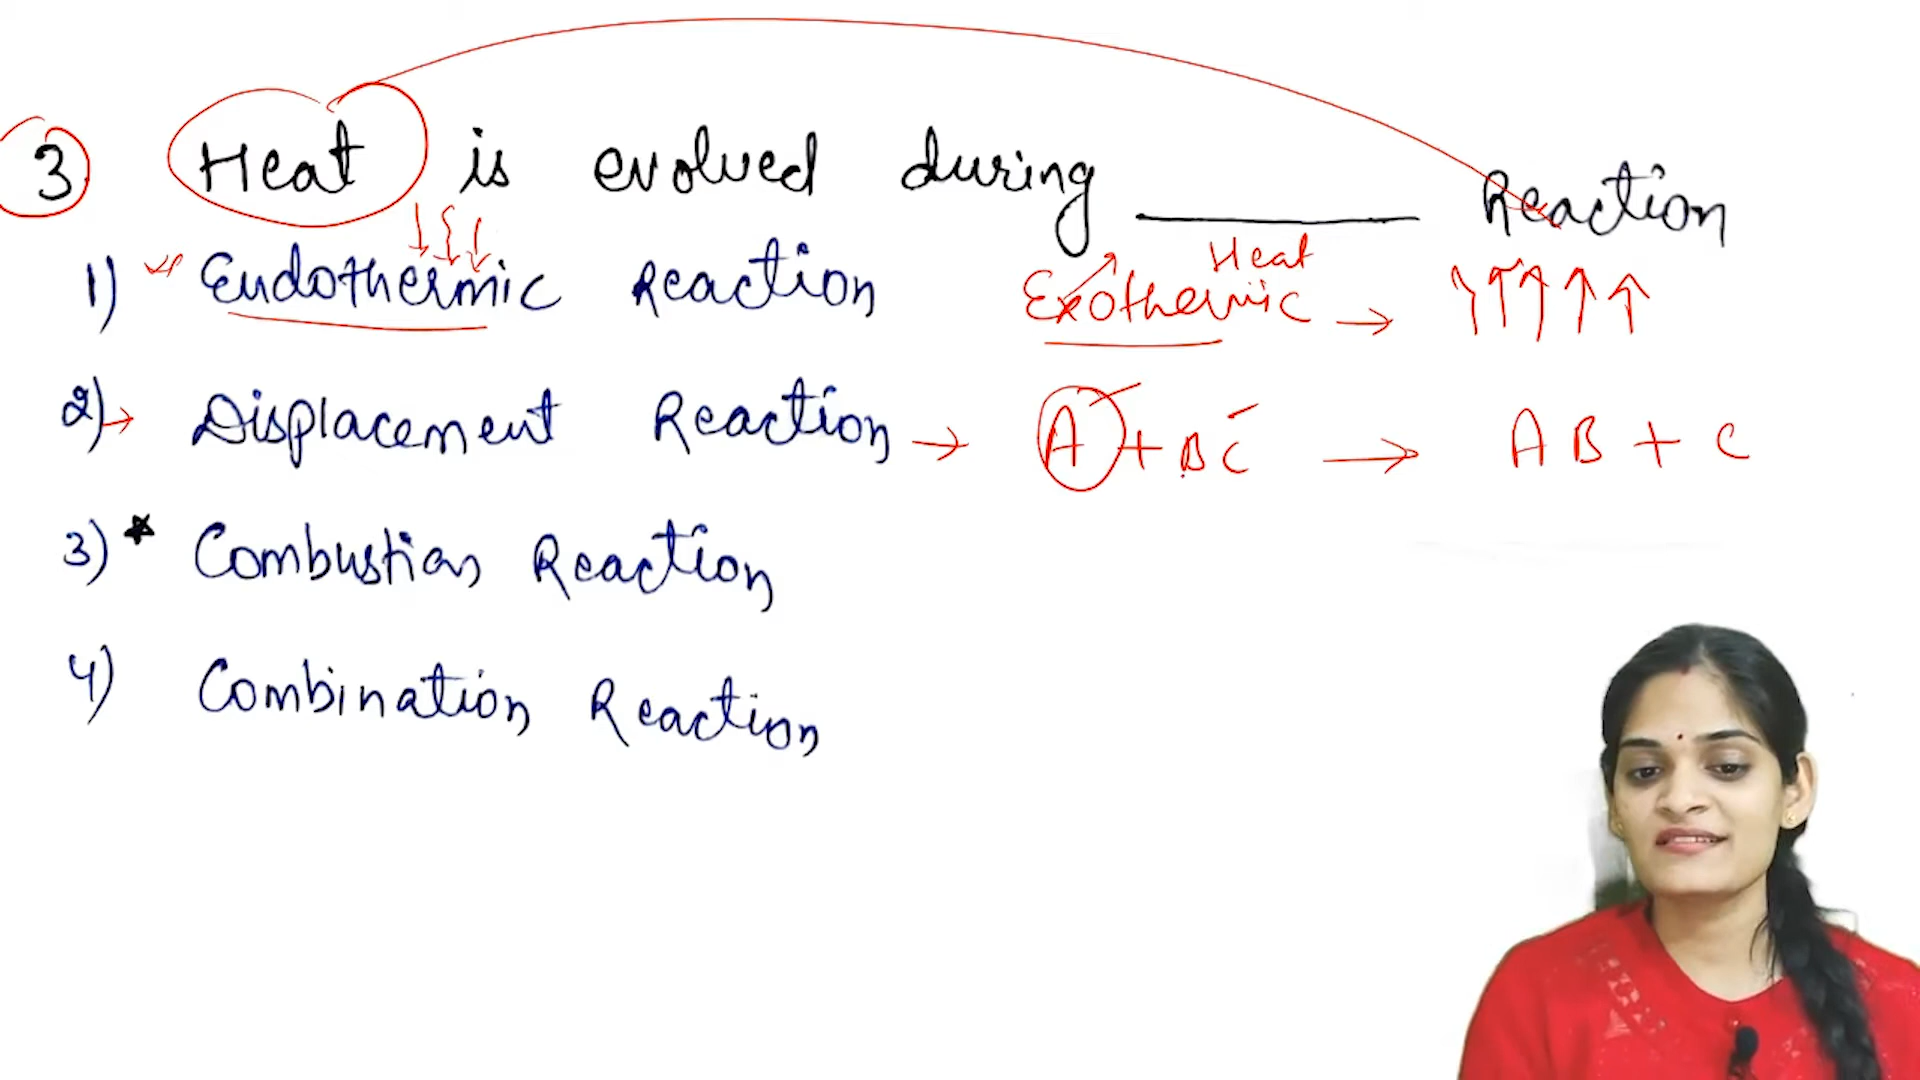 3 Heat is evolved during ________ Reaction
1) Endothermic Reaction
Heat
Exothermic → ↑↑↑↑↑
2) → Displacement Reaction → A + BC → AB + C
3) * Combustion Reaction
4) Combination Reaction